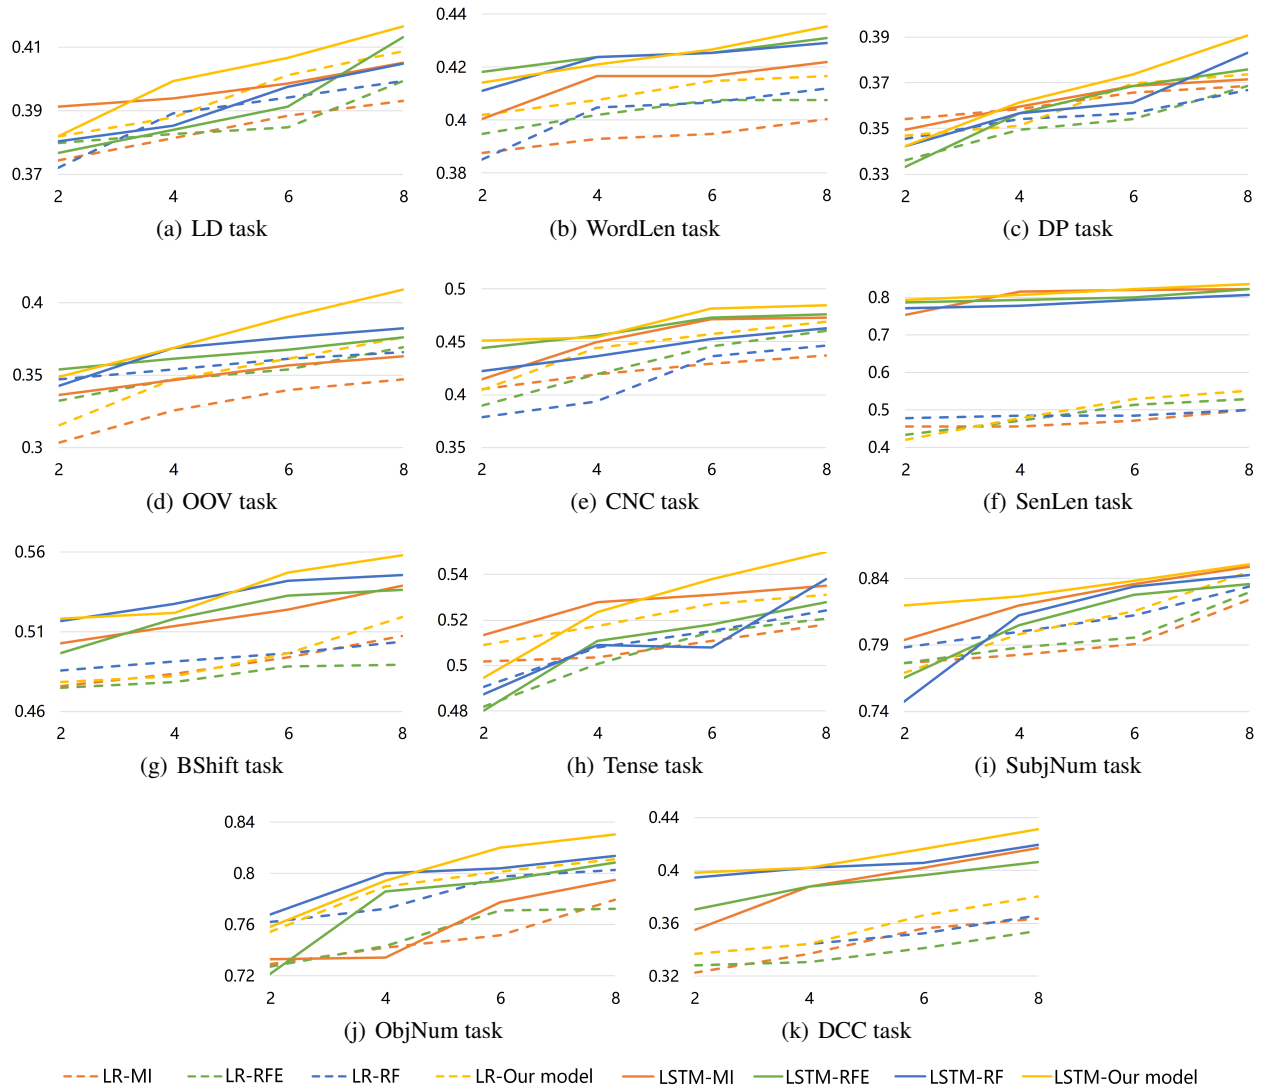 0.41
0.39
0.37
2 4 6 8
(a) LD task
0.44
0.42
0.4
0.38
2 4 6 8
(b) WordLen task
0.39
0.37
0.35
0.33
2 4 6 8
(c) DP task
0.4
0.35
0.3
2 4 6 8
(d) OOV task
0.5
0.45
0.4
0.35
2 4 6 8
(e) CNC task
0.8
0.7
0.6
0.5
0.4
2 4 6 8
(f) SenLen task
0.56
0.51
0.46
2 4 6 8
(g) BShift task
0.54
0.52
0.5
0.48
2 4 6 8
(h) Tense task
0.84
0.79
0.74
2 4 6 8
(i) SubjNum task
0.84
0.8
0.76
0.72
2 4 6 8
(j) ObjNum task
0.44
0.4
0.36
0.32
2 4 6 8
(k) DCC task
LR-MI LR-RFE LR-RF LR-Our model LSTM-MI LSTM-RFE LSTM-RF LSTM-Our model